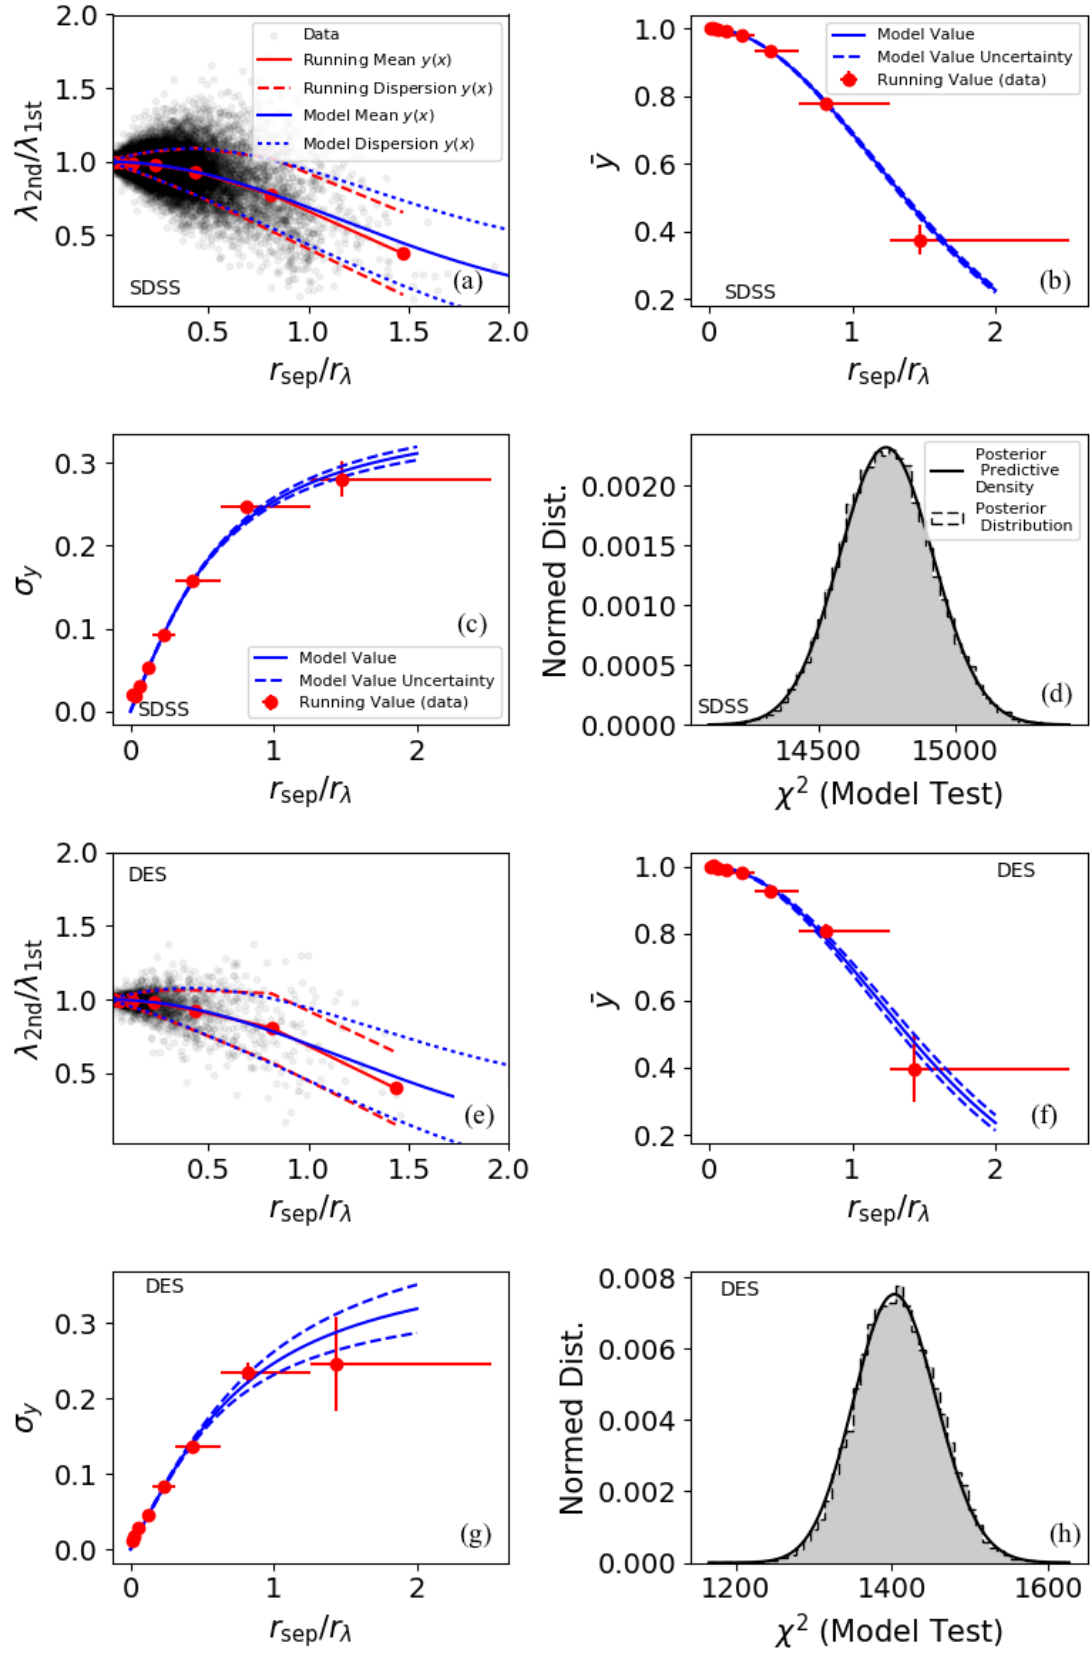 2.0
1.5
1.0
0.5
λ2nd/λ1st
Data
Running Mean y(x)
Running Dispersion y(x)
Model Mean y(x)
Model Dispersion y(x)
SDSS
(a)
0.5 1.0 1.5 2.0
rsep/rλ
1.0
0.8
0.6
0.4
0.2
ȳ
Model Value
Model Value Uncertainty
Running Value (data)
SDSS
(b)
0 1 2
rsep/rλ
0.3
0.2
0.1
0.0
σy
(c)
Model Value
Model Value Uncertainty
Running Value (data)
SDSS
0 1 2
rsep/rλ
0.0020
0.0015
0.0010
0.0005
0.0000
Normed Dist.
Posterior
Predictive
Density
Posterior
Distribution
SDSS
(d)
14500 15000
χ² (Model Test)
2.0
1.5
1.0
0.5
λ2nd/λ1st
DES
(e)
0.5 1.0 1.5 2.0
rsep/rλ
1.0
0.8
0.6
0.4
0.2
ȳ
DES
(f)
0 1 2
rsep/rλ
0.3
0.2
0.1
0.0
σy
DES
(g)
0 1 2
rsep/rλ
0.008
0.006
0.004
0.002
0.000
Normed Dist.
DES
(h)
1200 1400 1600
χ² (Model Test)